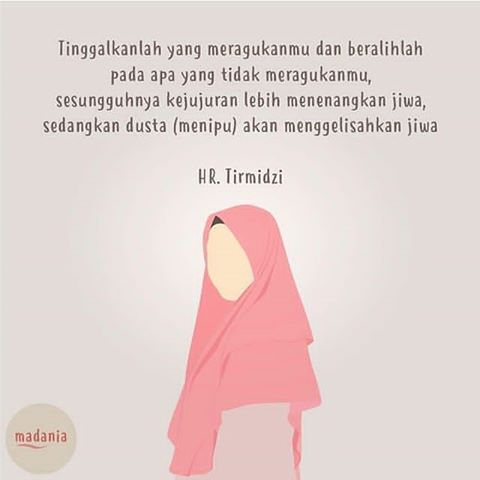 Tinggalkanlah yang meragukanmu dan beralihlah
pada apa yang tidak meragukanmu,
sesungguhnya kejujuran lebih menenangkan jiwa,
sedangkan dusta (menipu) akan menggelisahkan jiwa
HR. Tirmidzi
madania